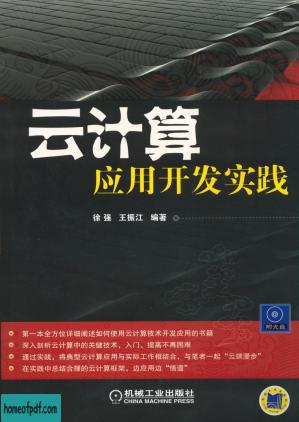 云计算
应用开发实践
徐强 王振江 编著
附光盘
第一本全方位详细阐述如何使用云计算技术开发应用的书籍
深入剖析云计算中的关键技术，入门、提高不再困难
通过实践，将典型云计算应用与实际工作相结合，与笔者一起“云端漫步”
在实践中总结合理的云计算框架，边应用边“悟道”
机械工业出版社
CHINA MACHINE PRESS
homeofpdf.com